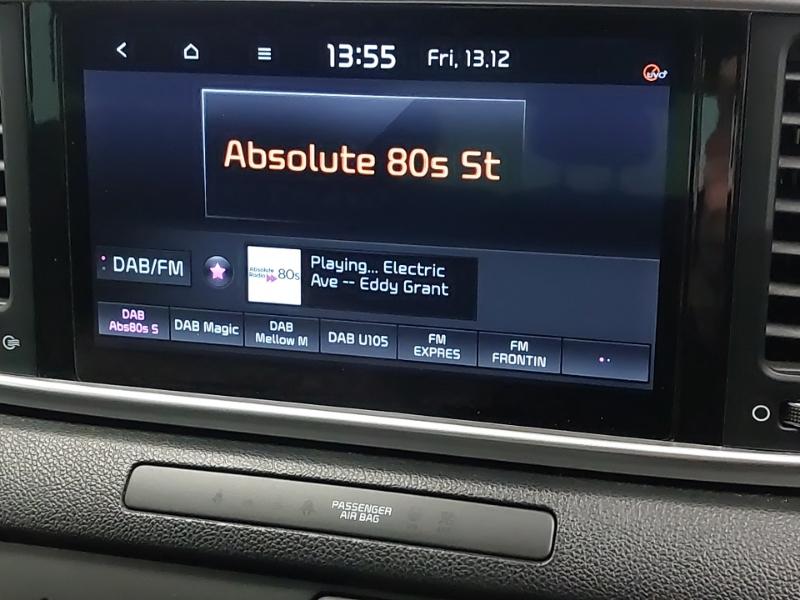 13:55 Fri, 13.12
UVO
Absolute 80s St
DAB/FM
Absolute
Radio 80s
Playing... Electric
Ave -- Eddy Grant
DAB
Abs80s S
DAB Magic
DAB
Mellow M
DAB U105
FM
EXPRES
FM
FRONTIN
PASSENGER
AIR BAG